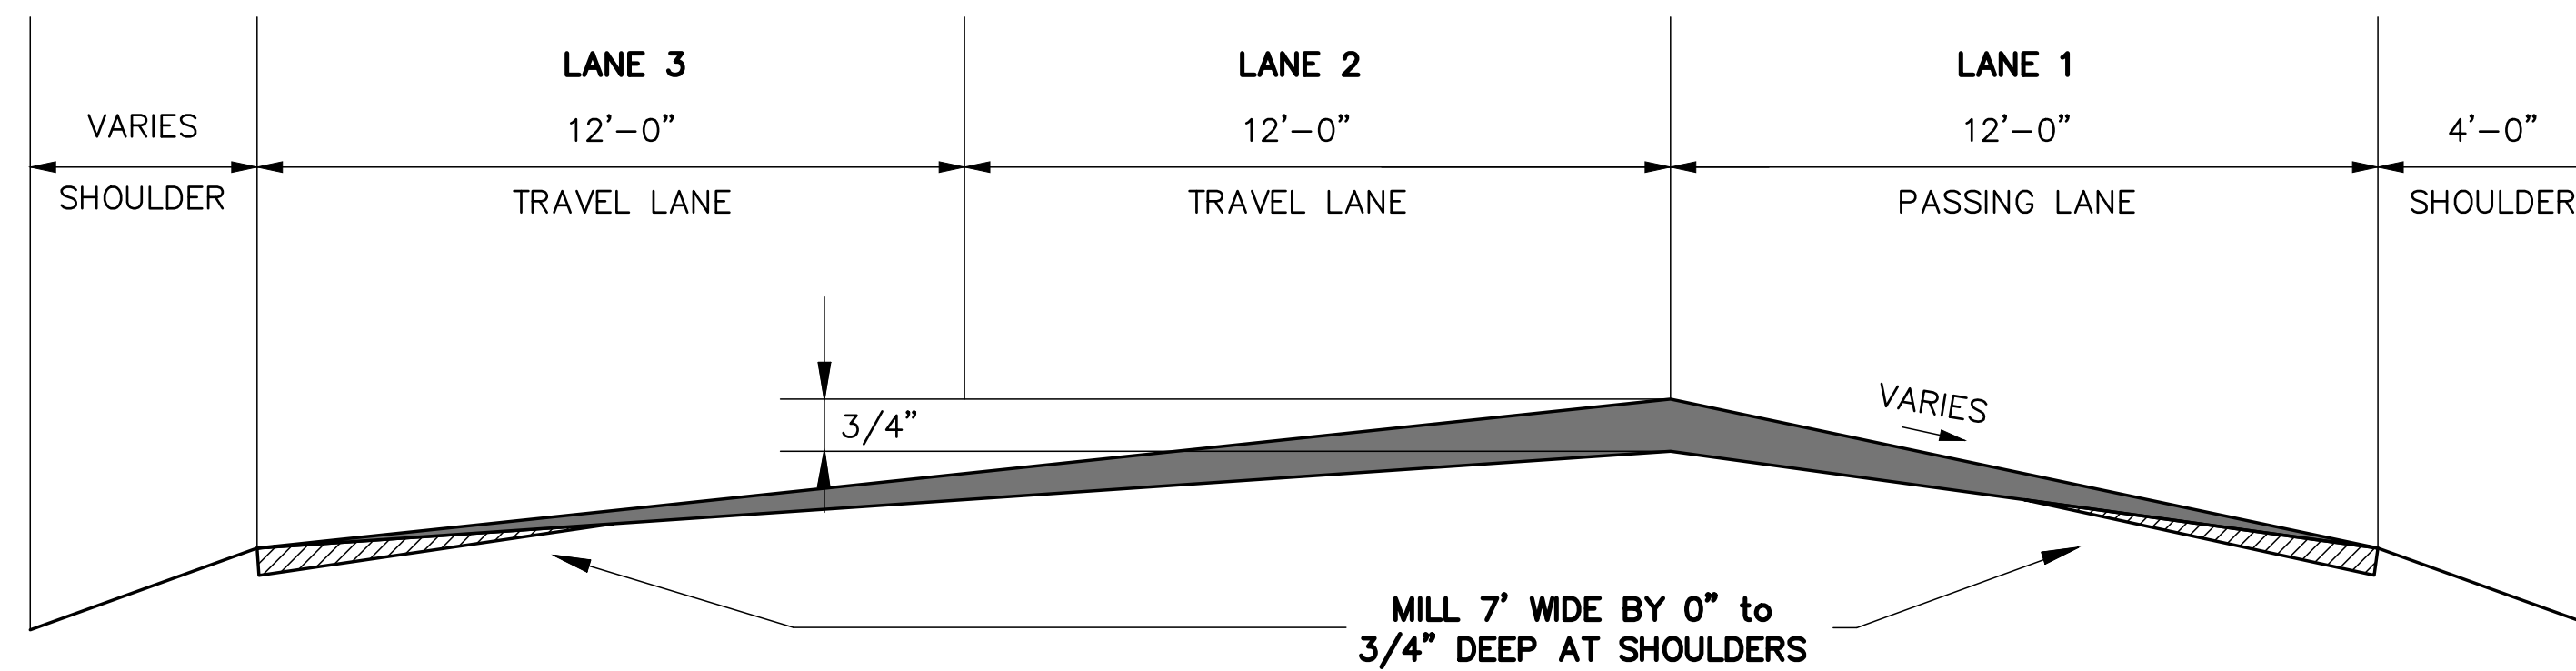 LANE 3
LANE 2
LANE 1
VARIES
12’–0”
12’–0”
12’–0”
4’–0”
SHOULDER
TRAVEL LANE
TRAVEL LANE
PASSING LANE
SHOULDER
VARIES
3/4”
MILL 7’ WIDE BY 0” to
3/4” DEEP AT SHOULDERS